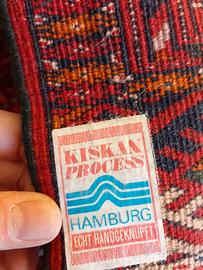 KISKAN
PROCESS
HAMBURG
ECHT HANDGEKNÜPFT